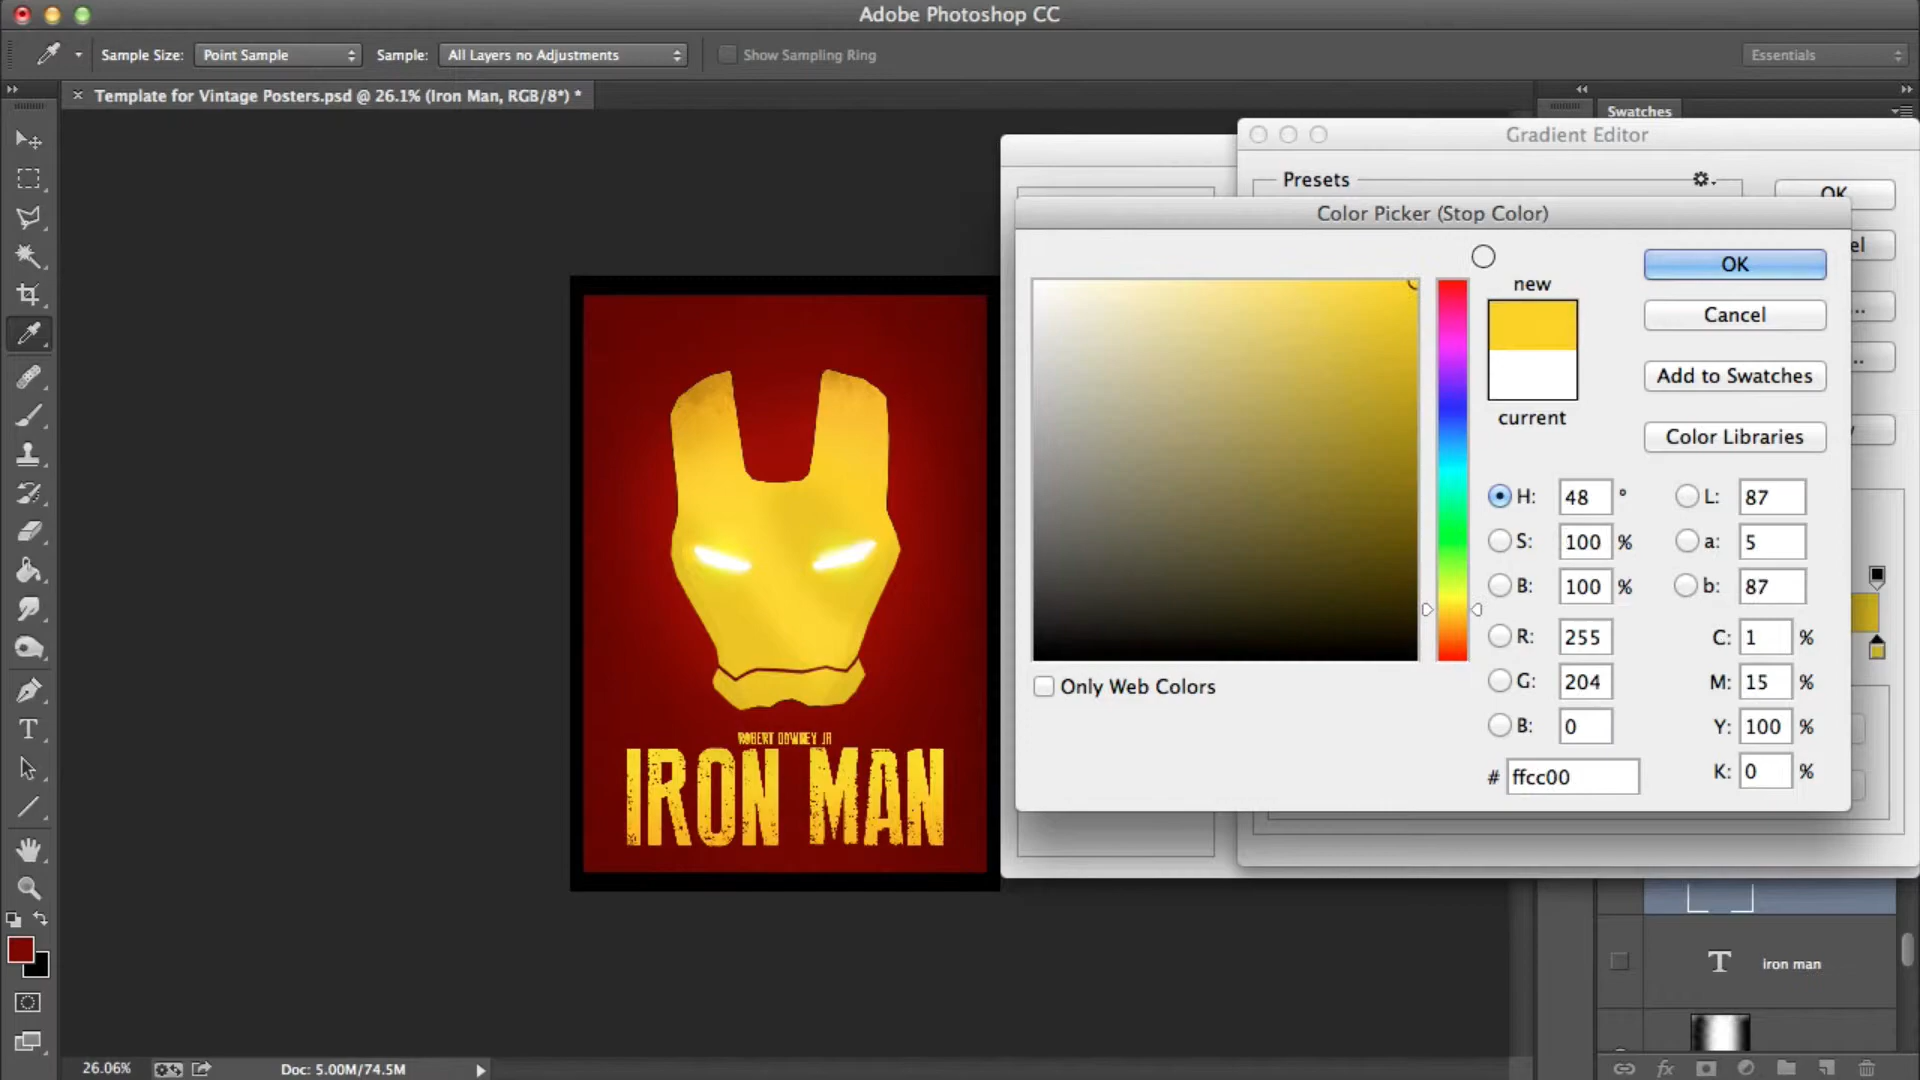 Adobe Photoshop CC
Sample Size: Point Sample Sample: All Layers no Adjustments Show Sampling Ring Essentials
× Template for Vintage Posters.psd @ 26.1% (Iron Man, RGB/8*) *
Swatches
Gradient Editor
Presets
OK
Color Picker (Stop Color)
new
OK
el
current
Cancel
...
Add to Swatches
..
Color Libraries
H: 48 °
L: 87
S: 100 %
a: 5
B: 100 %
b: 87
R: 255
C: 1 %
G: 204
M: 15 %
B: 0
Y: 100 %
# ffcc00
K: 0 %
Only Web Colors
ROBERT DOWNEY JR
IRON MAN
T iron man
26.06% Doc: 5.00M/74.5M
fx